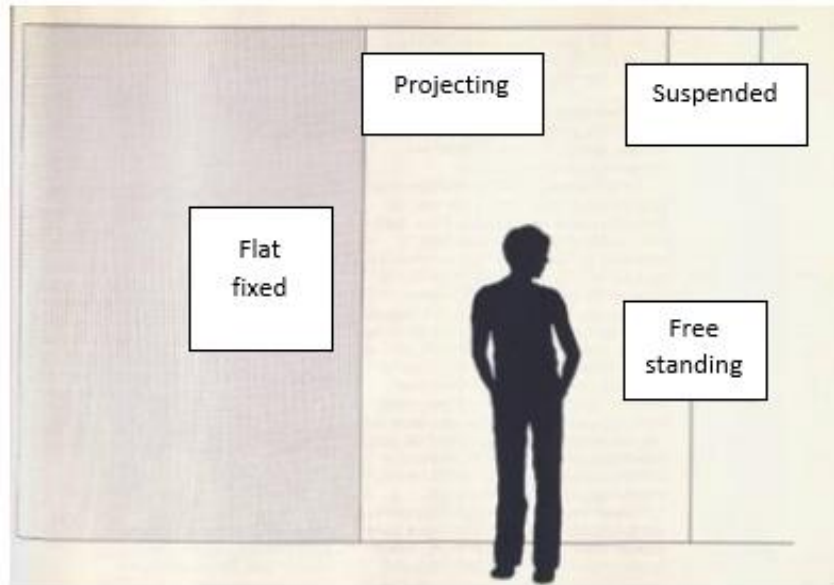 Projecting
Suspended
Flat
fixed
Free
standing